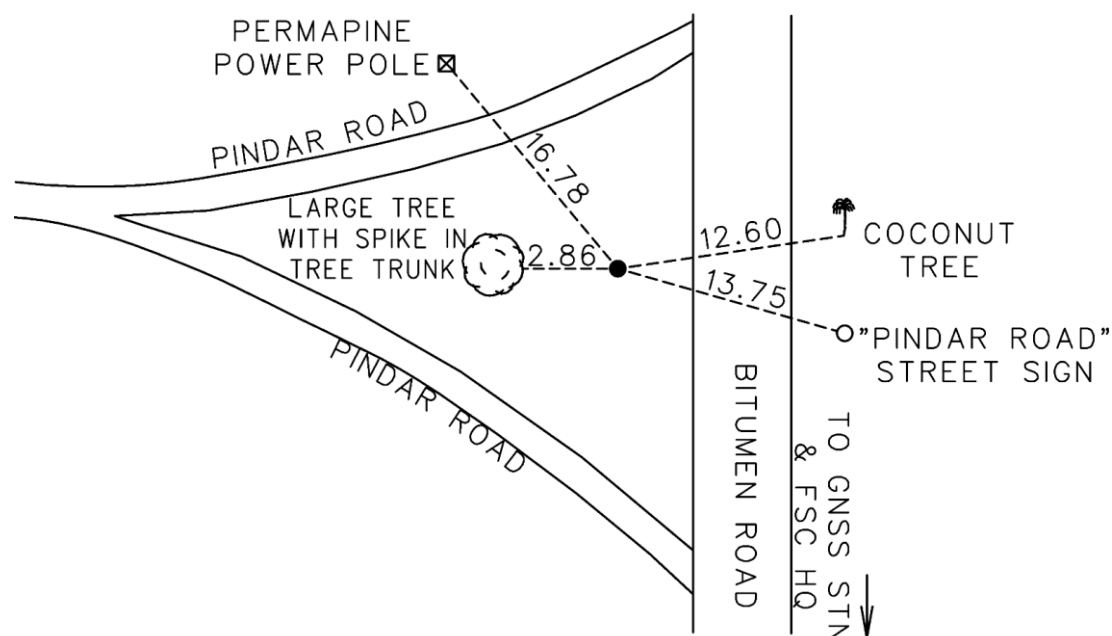 PERMAPINE
POWER POLE
PINDAR ROAD
16.78
LARGE TREE
WITH SPIKE IN
TREE TRUNK
2.86
12.60
COCONUT
TREE
13.75
"PINDAR ROAD"
STREET SIGN
PINDAR ROAD
BITUMEN ROAD
TO GNSS STN
& FSC HQ